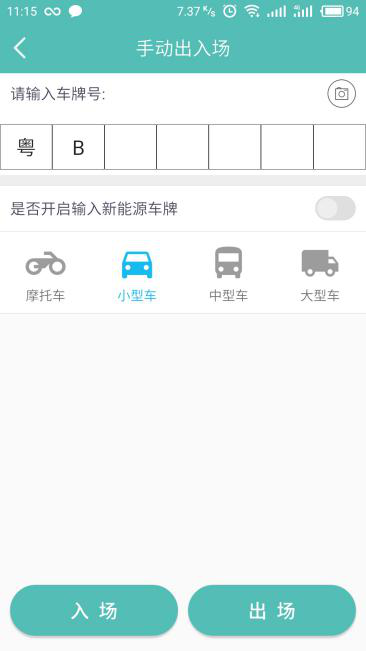 11:15 7.37 K/s 4G 94
手动出入场
请输入车牌号:
粤 B
是否开启输入新能源车牌
摩托车 小型车 中型车 大型车
入 场 出 场